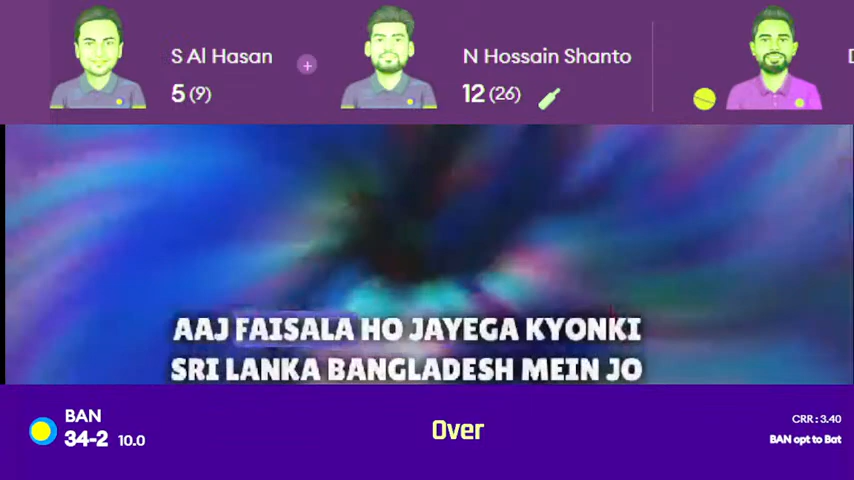 S Al Hasan
5 (9)
+
N Hossain Shanto
12 (26)
AAJ FAISALA HO JAYEGA KYONKI
SRI LANKA BANGLADESH MEIN JO
BAN
34-2 10.0
Over
CRR : 3.40
BAN opt to Bat